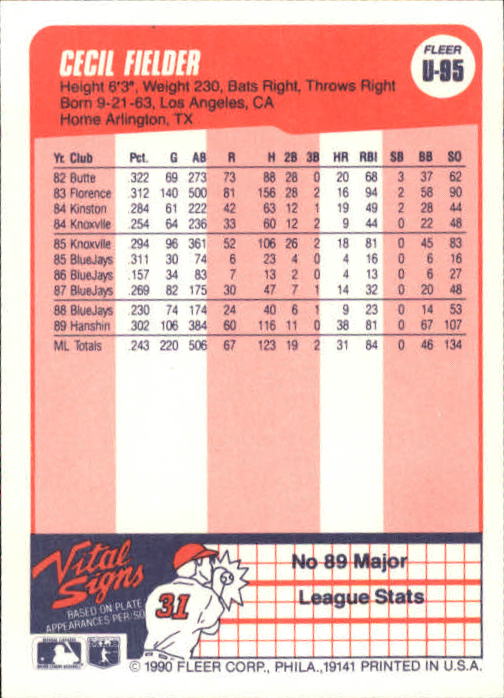 CECIL FIELDER
FLEER
U-95
Height 6'3", Weight 230, Bats Right, Throws Right
Born 9-21-63, Los Angeles, CA
Home Arlington, TX
Yr. Club Pct. G AB R H 2B 3B HR RBI SB BB SO
82 Butte .322 69 273 73 88 28 0 20 68 3 37 62
83 Florence .312 140 500 81 156 28 2 16 94 2 58 90
84 Kinston .284 61 222 42 63 12 1 19 49 2 28 44
84 Knoxvlle .254 64 236 33 60 12 2 9 44 0 22 48
85 Knoxvlle .294 96 361 52 106 26 2 18 81 0 45 83
85 BlueJays .311 30 74 6 23 4 0 4 16 0 6 16
86 BlueJays .157 34 83 7 13 2 0 4 13 0 6 27
87 BlueJays .269 82 175 30 47 7 1 14 32 0 20 48
88 BlueJays .230 74 174 24 40 6 1 9 23 0 14 53
89 Hanshin .302 106 384 60 116 11 0 38 81 0 67 107
ML Totals .243 220 506 67 123 19 2 31 84 0 46 134
Vital
Signs
BASED ON PLATE
APPEARANCES PER/SO
31
No 89 Major
League Stats
© 1990 FLEER CORP., PHILA., 19141 PRINTED IN U.S.A.